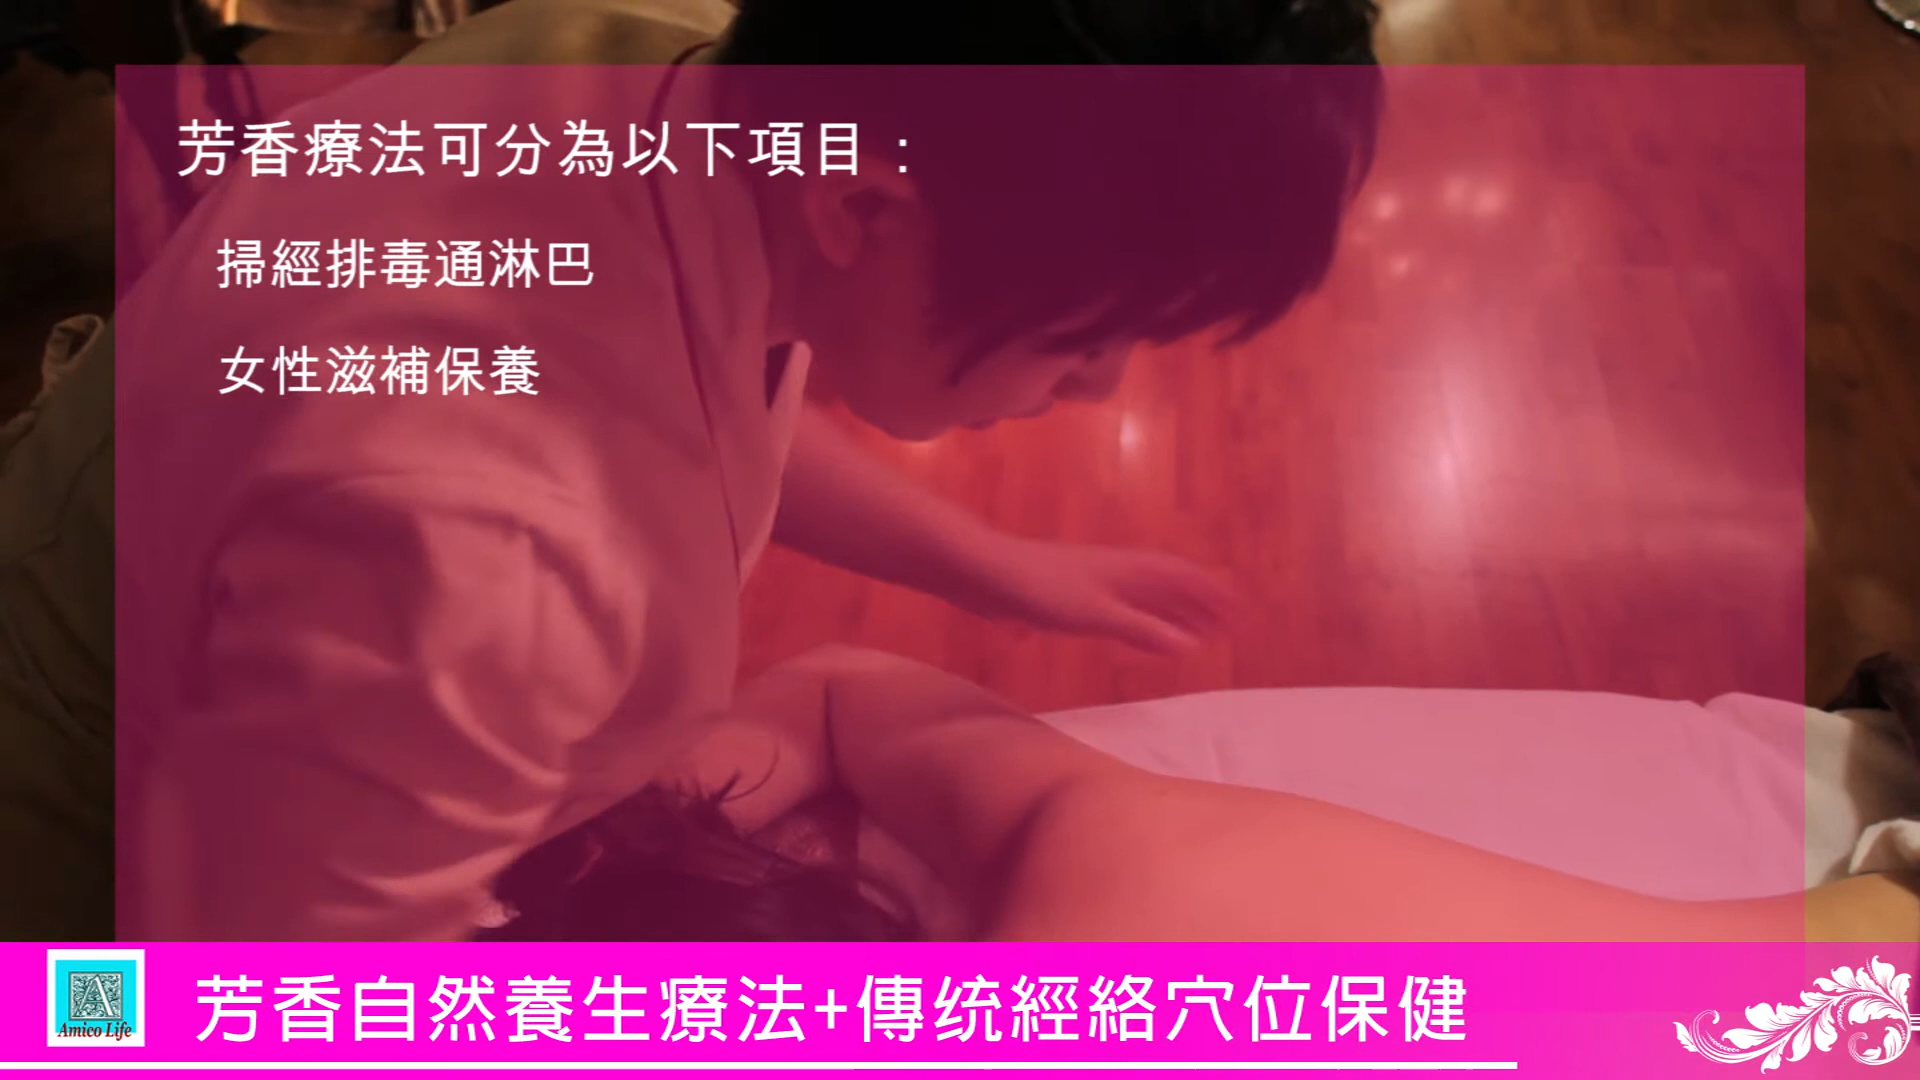 芳香療法可分為以下項目：
掃經排毒通淋巴
女性滋補保養
A
Amico Life
芳香自然養生療法+傳统經絡穴位保健